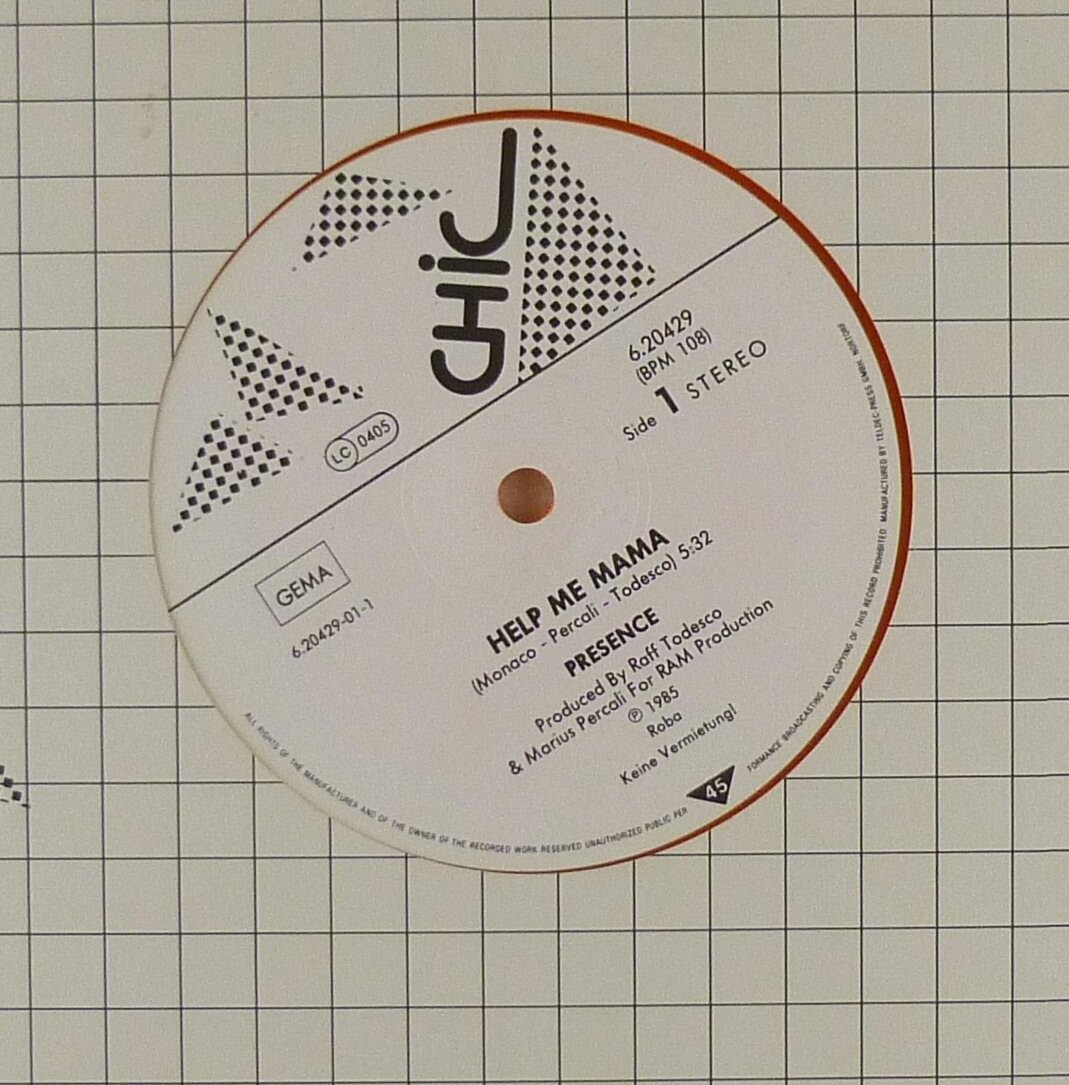 CHIC
LC 0405
6.20429
(BPM 108)
Side 1 STEREO
GEMA
6.20429-01-1
HELP ME MAMA
(Monaco - Percali - Todesco) 5:32
PRESENCE
Produced By Raff Todesco
& Marius Percali For RAM Production
℗ 1985
Roba
Keine Vermietung!
45
ALL RIGHTS OF THE MANUFACTURER AND OF THE OWNER OF THE RECORDED WORK RESERVED UNAUTHORIZED PUBLIC PER
FORMANCE BROADCASTING AND COPYING OF THIS RECORD PROHIBITED MANUFACTURED BY TELDEC-PRESS GMBH. NORTORF